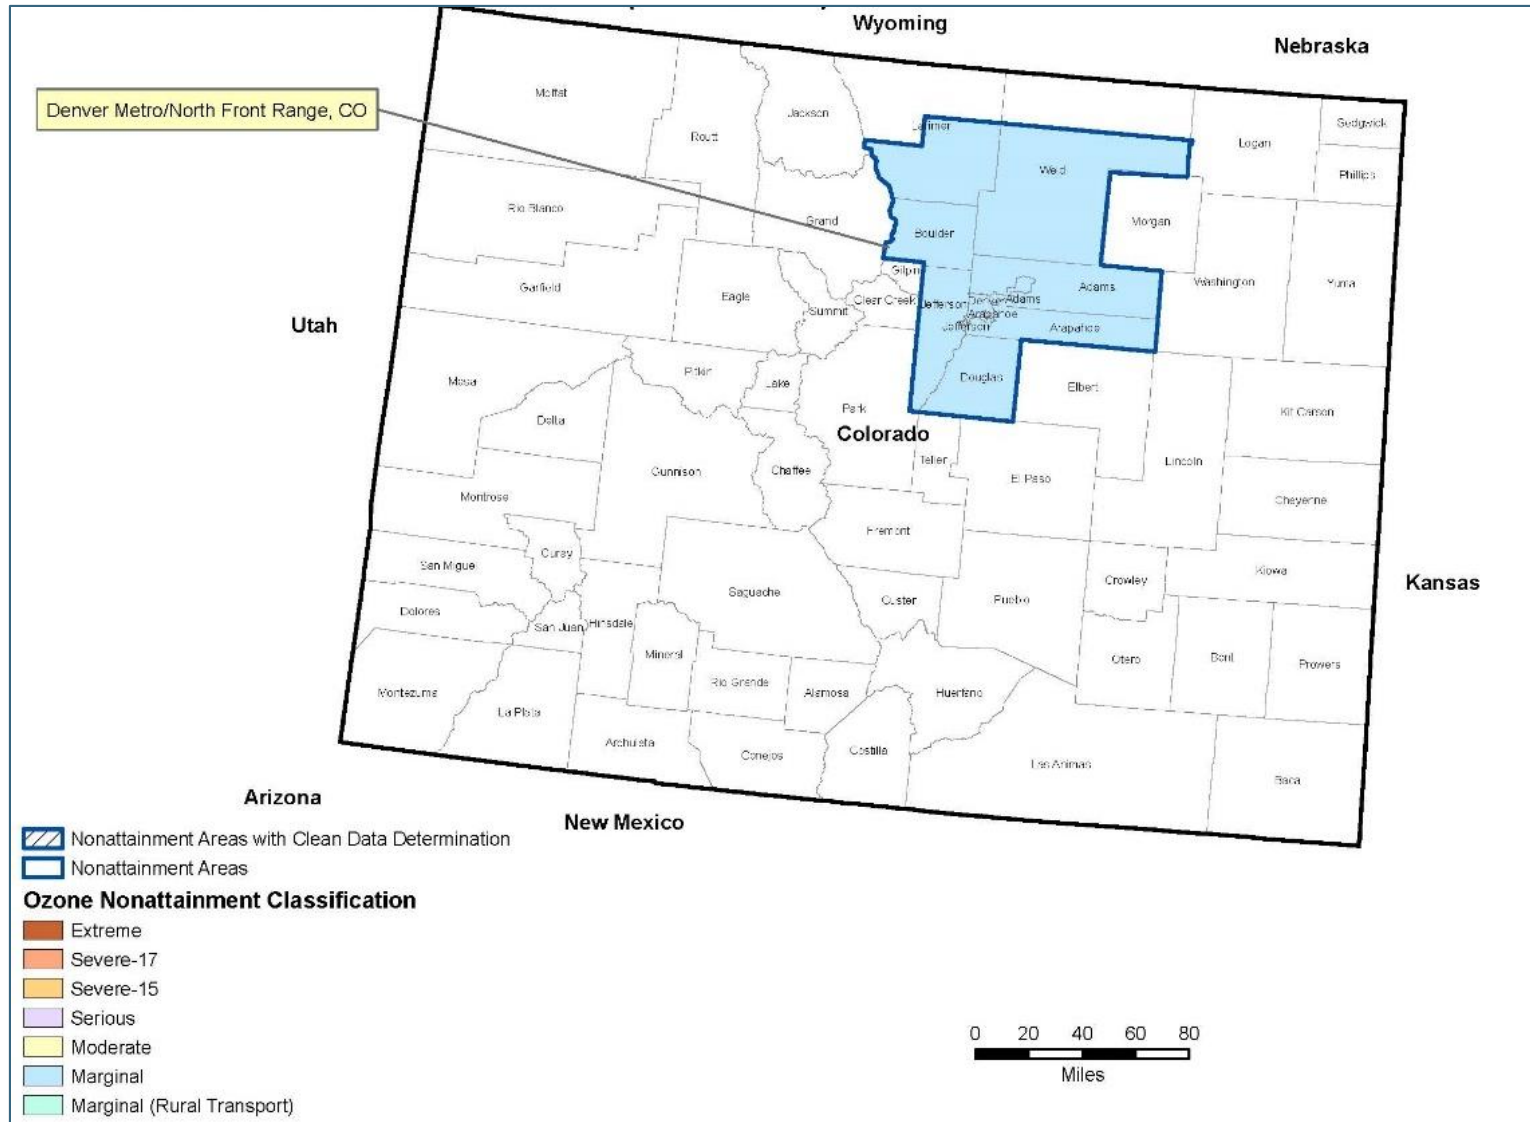 Wyoming
Nebraska
Denver Metro/North Front Range, CO
Moffat
Routt
Jackson
Larimer
Weld
Logan
Sedgwick
Phillips
Rio Blanco
Grand
Boulder
Morgan
Washington
Yuma
Garfield
Eagle
Summit
Gilpin
Clear Creek
Jefferson
Denver
Adams
Adams
Arapahoe
Jefferson
Arapahoe
Utah
Mesa
Pitkin
Lake
Park
Douglas
Elbert
Kit Carson
Delta
Colorado
Gunnison
Chaffee
Teller
El Paso
Lincoln
Cheyenne
Montrose
Fremont
Ouray
San Miguel
Saguache
Custer
Pueblo
Crowley
Kiowa
Kansas
Dolores
San Juan
Hinsdale
Mineral
Rio Grande
Alamosa
Huerfano
Otero
Bent
Prowers
Montezuma
La Plata
Archuleta
Conejos
Costilla
Las Animas
Baca
Arizona
New Mexico
Nonattainment Areas with Clean Data Determination
Nonattainment Areas
Ozone Nonattainment Classification
Extreme
Severe-17
Severe-15
Serious
Moderate
Marginal
Marginal (Rural Transport)
0 20 40 60 80
Miles